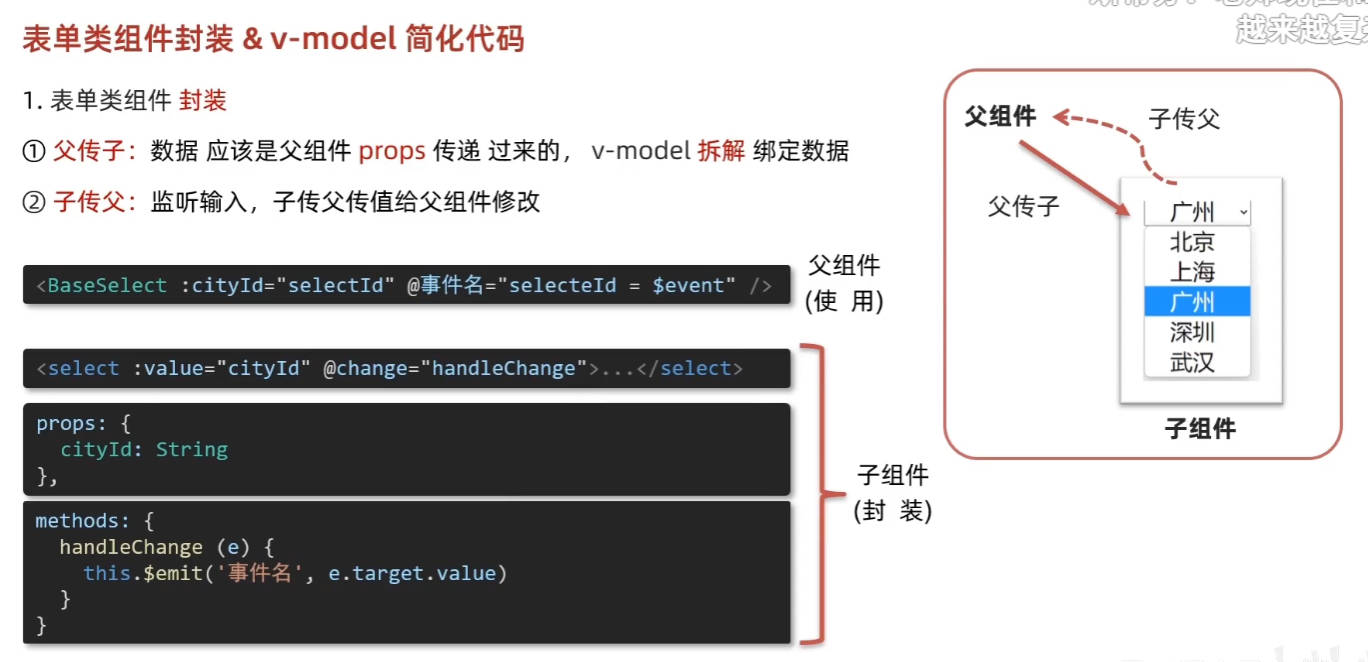 越来越复
表单类组件封装 & v-model 简化代码
1. 表单类组件 封装
① 父传子：数据 应该是父组件 props 传递 过来的， v-model 拆解 绑定数据
② 子传父：监听输入，子传父传值给父组件修改
<BaseSelect :cityId="selectId" @事件名="selecteId = $event" />
父组件
(使 用)
<select :value="cityId" @change="handleChange">...</select>
props: {
cityId: String
},
methods: {
handleChange (e) {
this.$emit('事件名', e.target.value)
}
}
子组件
(封 装)
父组件
子传父
父传子
广州
北京
上海
广州
深圳
武汉
子组件